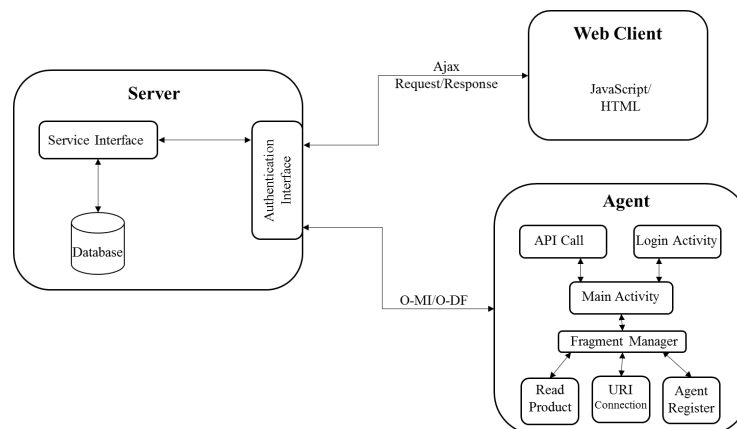 Server
Service Interface
Database
Authentication
Interface
Ajax
Request/Response
Web Client
JavaScript/
HTML
O-MI/O-DF
Agent
API Call
Login Activity
Main Activity
Fragment Manager
Read
Product
URI
Connection
Agent
Register